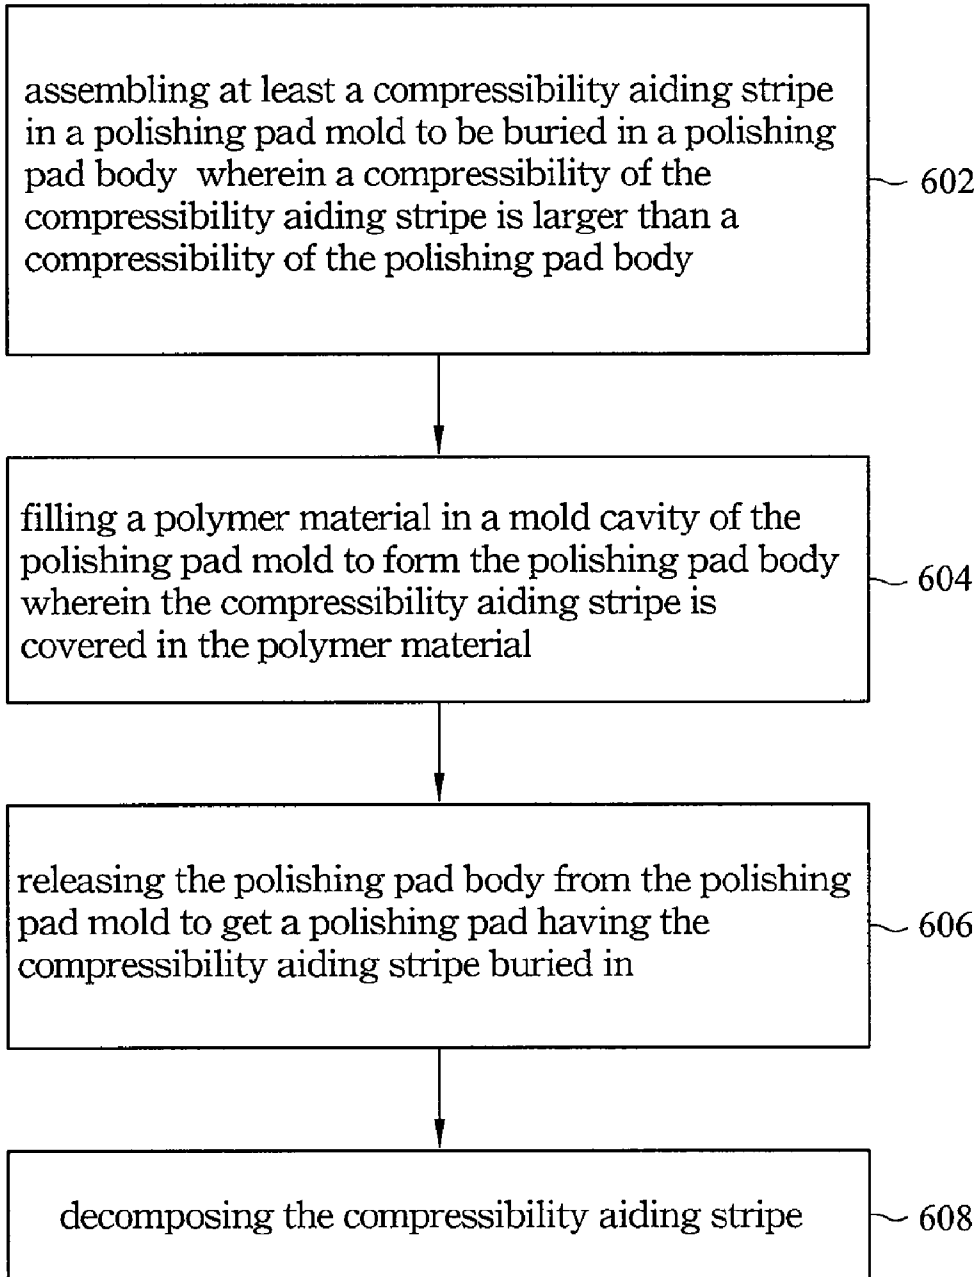 assembling at least a compressibility aiding stripe
in a polishing pad mold to be buried in a polishing
pad body wherein a compressibility of the
compressibility aiding stripe is larger than a
compressibility of the polishing pad body
602
filling a polymer material in a mold cavity of the
polishing pad mold to form the polishing pad body
wherein the compressibility aiding stripe is
covered in the polymer material
604
releasing the polishing pad body from the polishing
pad mold to get a polishing pad having the
compressibility aiding stripe buried in
606
decomposing the compressibility aiding stripe
608